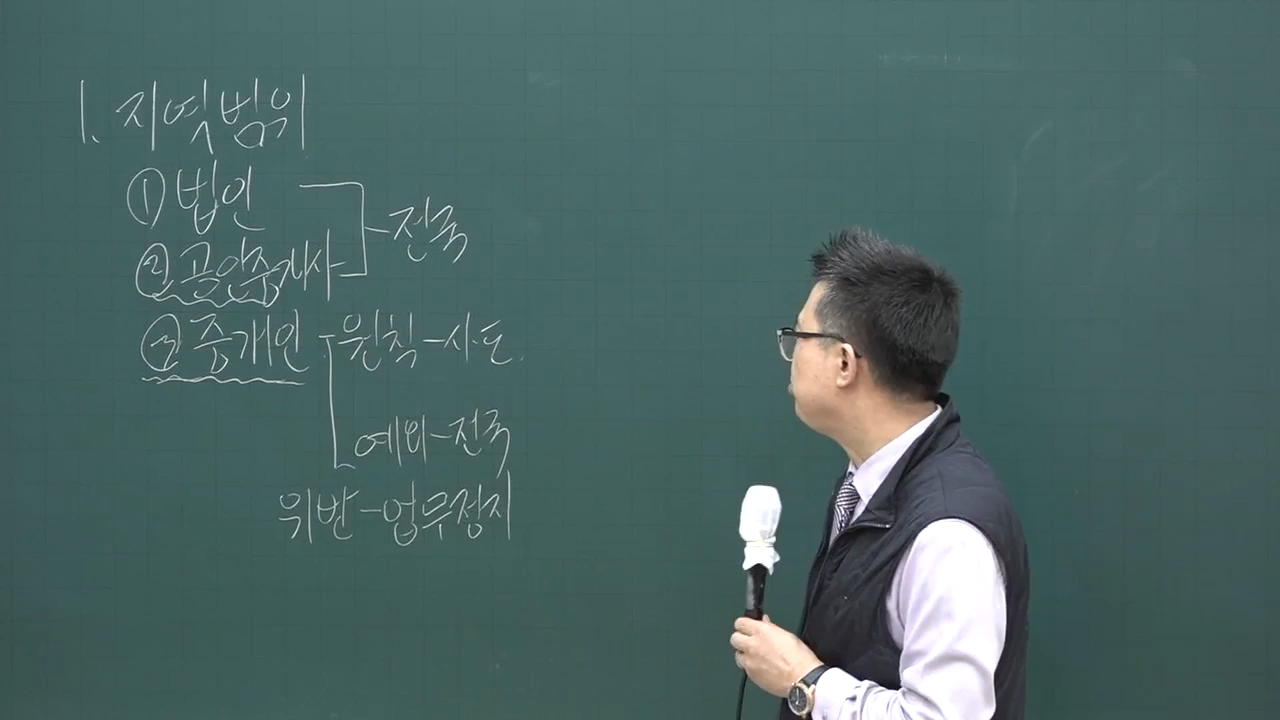 1. 지역범위
① 법인
② 공인중개사
전국
③ 중개인 - 원칙 - 시·도
예외 - 전국
위반 - 업무정지